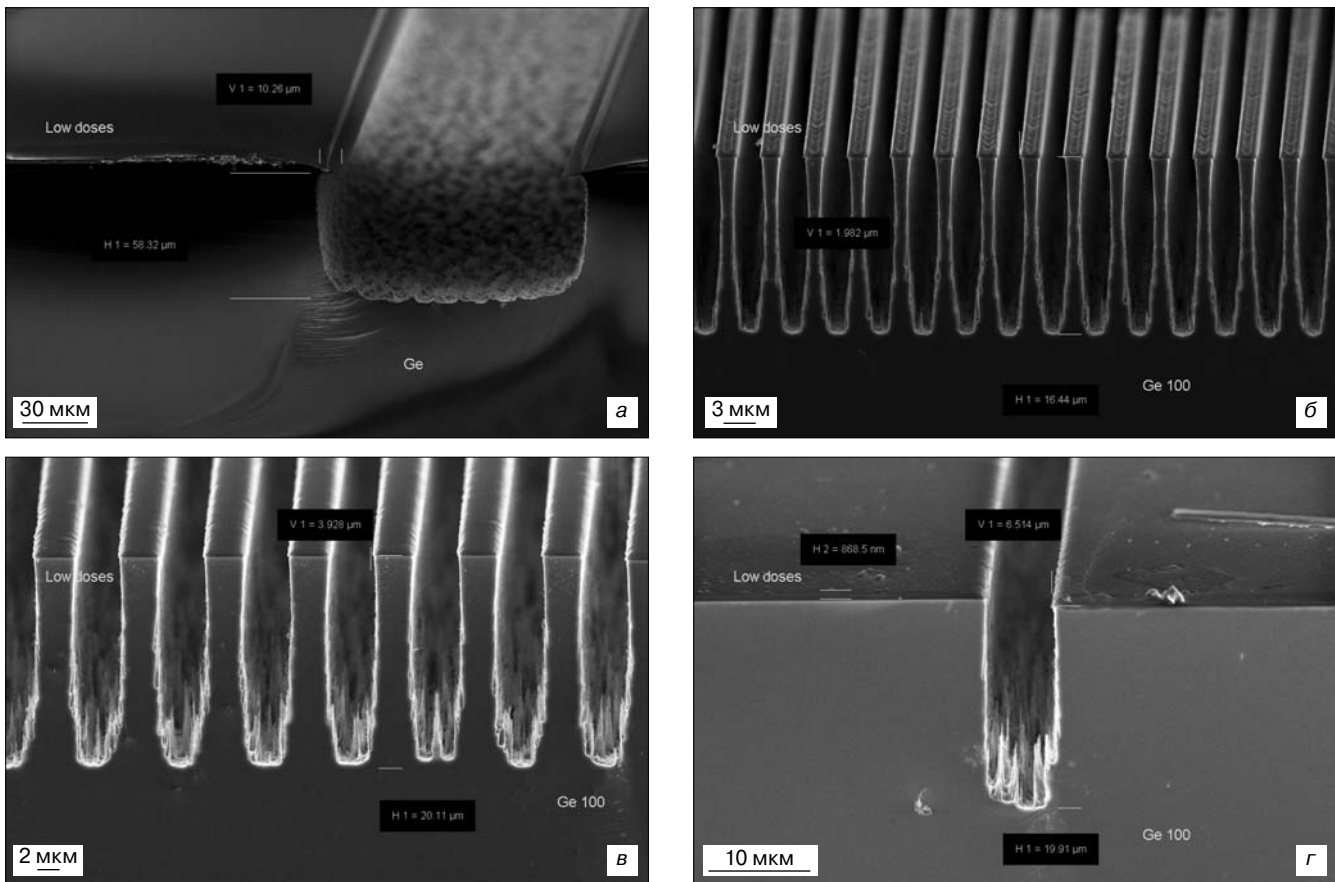 V 1 = 10.26 µm
Low doses
H 1 = 58.32 µm
Ge
30 мкм
а
Low doses
V 1 = 1.982 µm
Ge 100
H 1 = 16.44 µm
3 мкм
б
V 1 = 3.928 µm
Low doses
Ge 100
H 1 = 20.11 µm
2 мкм
в
V 1 = 6.514 µm
H 2 = 868.5 nm
Low doses
Ge 100
H 1 = 19.91 µm
10 мкм
г